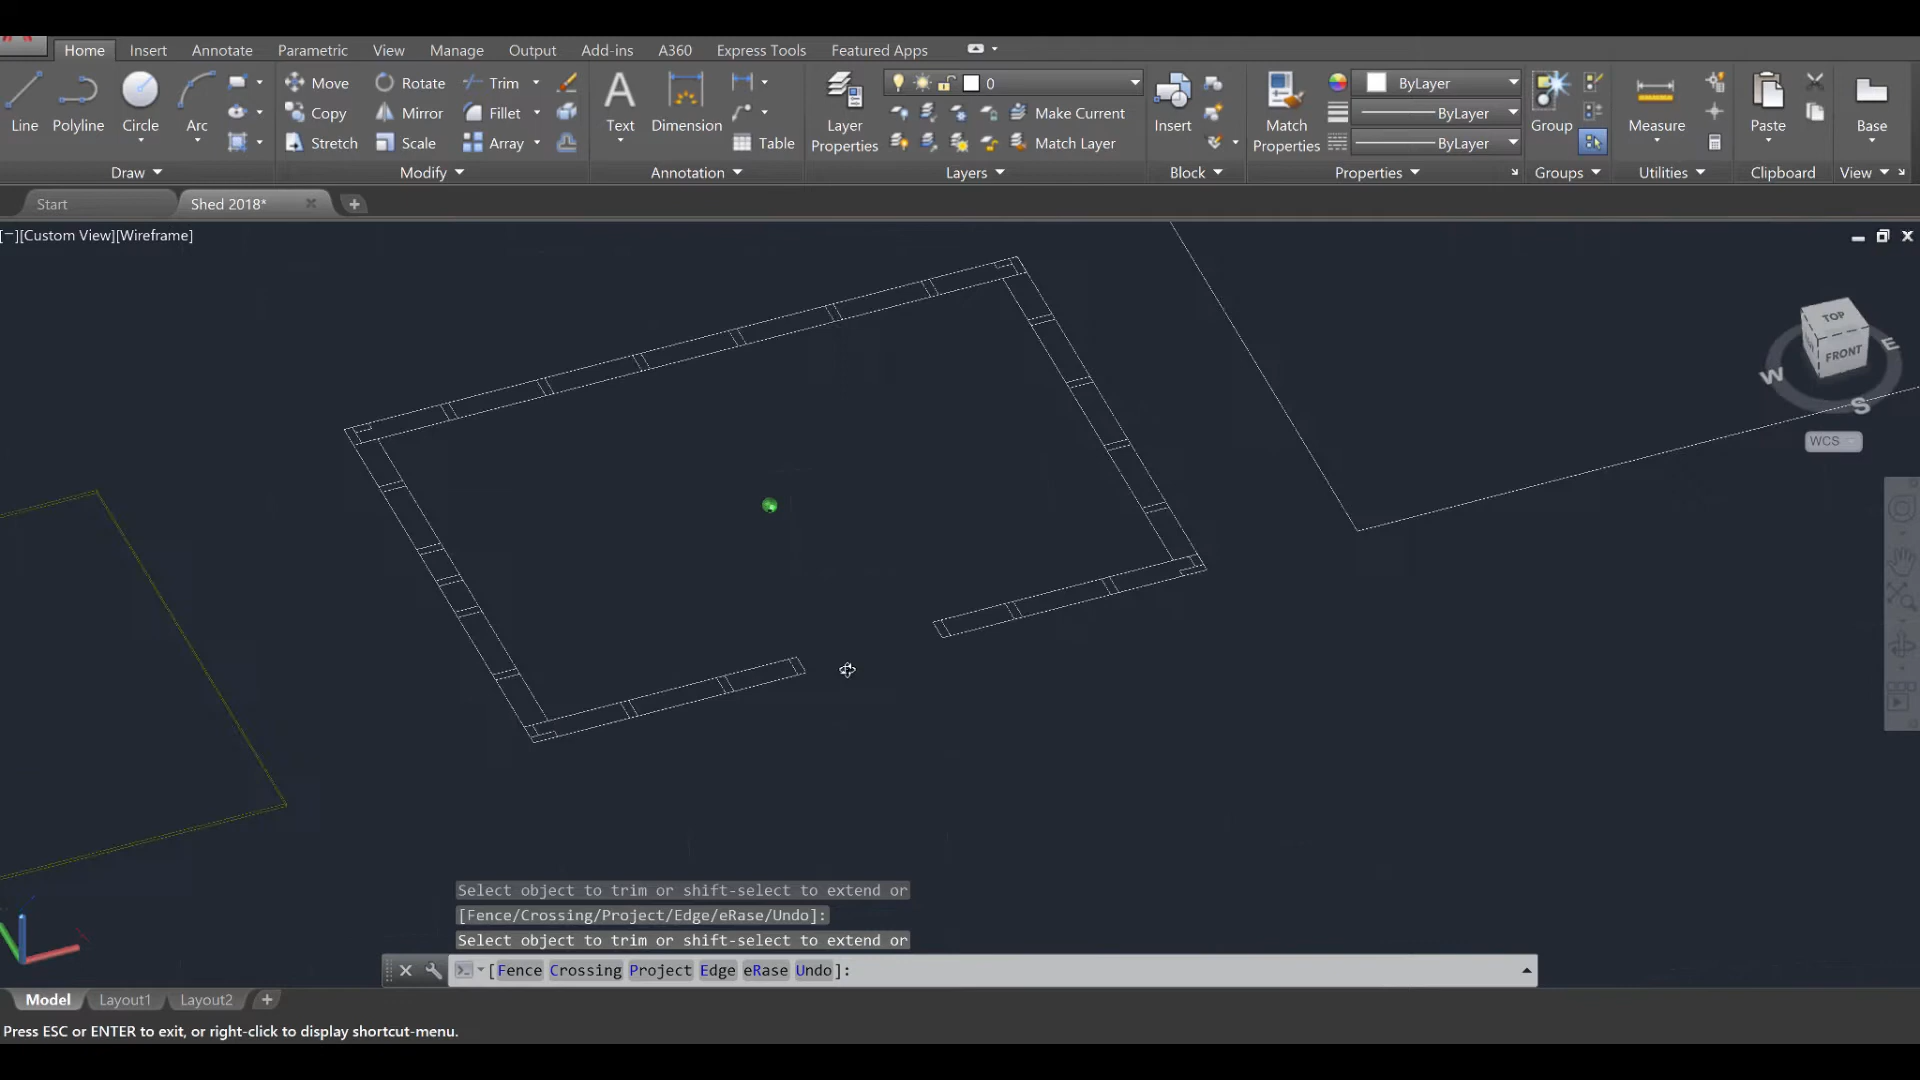 Home Insert Annotate Parametric View Manage Output Add-ins A360 Express Tools Featured Apps
Line Polyline Circle Arc
Move Rotate Trim
Copy Mirror Fillet
Stretch Scale Array
Text Dimension Table
Layer Properties
0
Make Current
Match Layer
Insert
Match Properties
ByLayer
ByLayer
ByLayer
Group
Measure
Paste
Base
Draw Modify Annotation Layers Block Properties Groups Utilities Clipboard View
Start Shed 2018*
[−][Custom View][Wireframe]
TOP
FRONT
W E
S
WCS
Select object to trim or shift-select to extend or
[Fence/Crossing/Project/Edge/eRase/Undo]:
Select object to trim or shift-select to extend or
[Fence Crossing Project Edge eRase Undo]:
Model Layout1 Layout2
Press ESC or ENTER to exit, or right-click to display shortcut-menu.